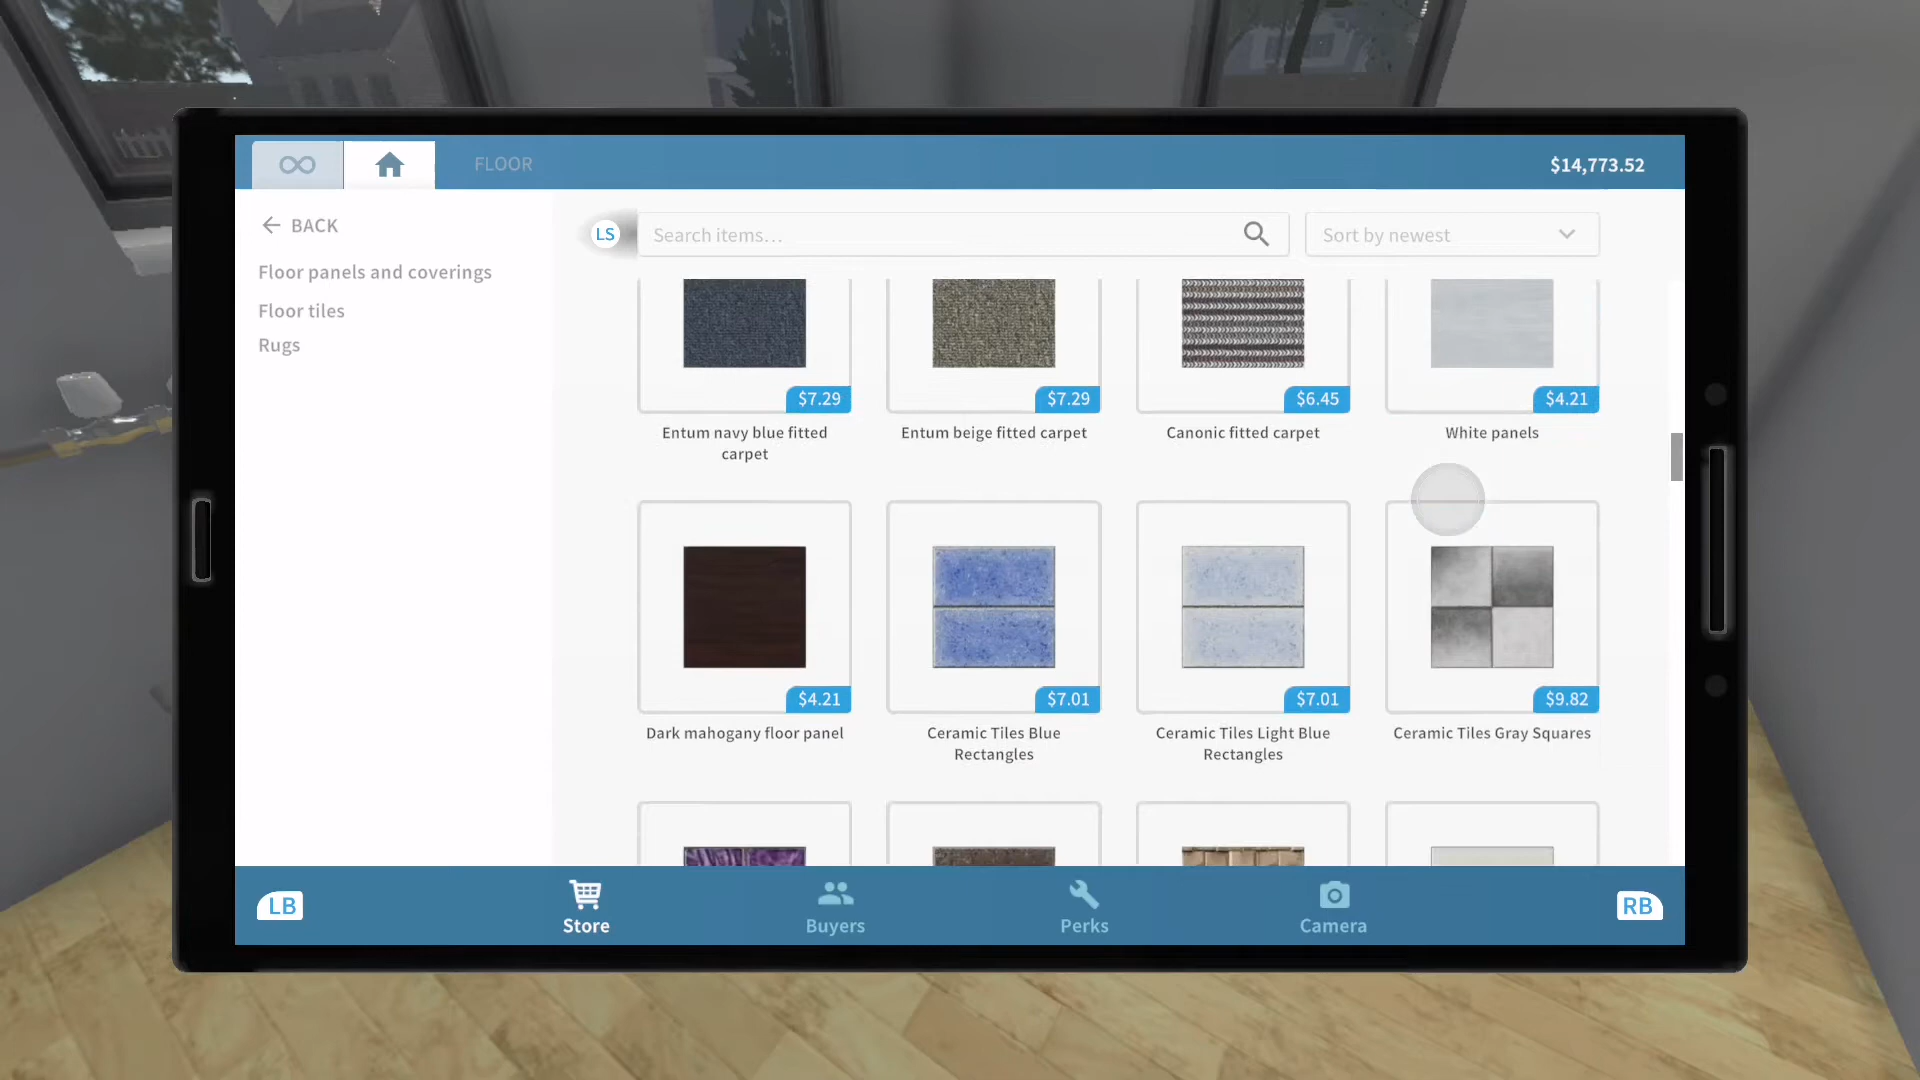 FLOOR
$14,773.52
BACK
Floor panels and coverings
Floor tiles
Rugs
LS
Search items...
Sort by newest
$7.29
$7.29
$6.45
$4.21
Entum navy blue fitted
carpet
Entum beige fitted carpet
Canonic fitted carpet
White panels
$4.21
$7.01
$7.01
$9.82
Dark mahogany floor panel
Ceramic Tiles Blue
Rectangles
Ceramic Tiles Light Blue
Rectangles
Ceramic Tiles Gray Squares
LB
Store
Buyers
Perks
Camera
RB